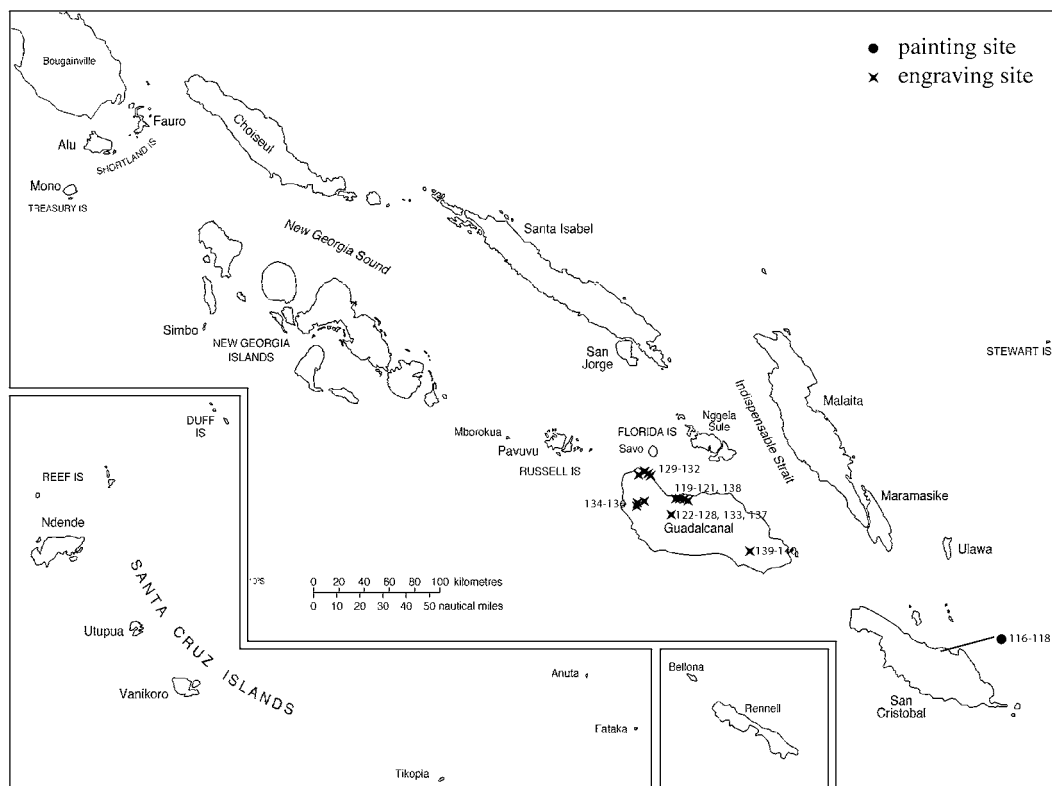 painting site
engraving site
Bougainville
Fauro
Alu
SHORTLAND IS
Mono
TREASURY IS
Choiseul
New Georgia Sound
Santa Isabel
Simbo
NEW GEORGIA
ISLANDS
San
Jorge
STEWART IS
Malaita
Indispensable Strait
Mborokua
Pavuvu
RUSSELL IS
FLORIDA IS
Savo
Nggela
Sule
129-132
119-121, 138
134-136
122-128, 133, 137
Guadalcanal
Maramasike
Ulawa
116-118
San
Cristobal
DUFF
IS
REEF IS
Ndende
SANTA CRUZ ISLANDS
Utupua
Vanikoro
0 20 40 60 80 100 kilometres
0 10 20 30 40 50 nautical miles
Anuta
Fataka
Tikopia
Bellona
Rennell